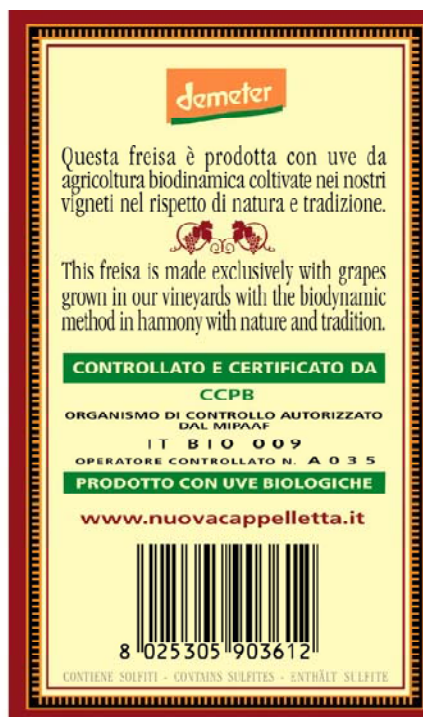 demeter
Questa freisa è prodotta con uve da
agricoltura biodinamica coltivate nei nostri
vigneti nel rispetto di natura e tradizione.
This freisa is made exclusively with grapes
grown in our vineyards with the biodynamic
method in harmony with nature and tradition.
CONTROLLATO E CERTIFICATO DA
CCPB
ORGANISMO DI CONTROLLO AUTORIZZATO
DAL MIPAAF
IT BIO 009
OPERATORE CONTROLLATO N. A035
PRODOTTO CON UVE BIOLOGICHE
www.nuovacappelletta.it
8 025305 903612
CONTIENE SOLFITI - CONTAINS SULFITES - ENTHÄLT SULFITE